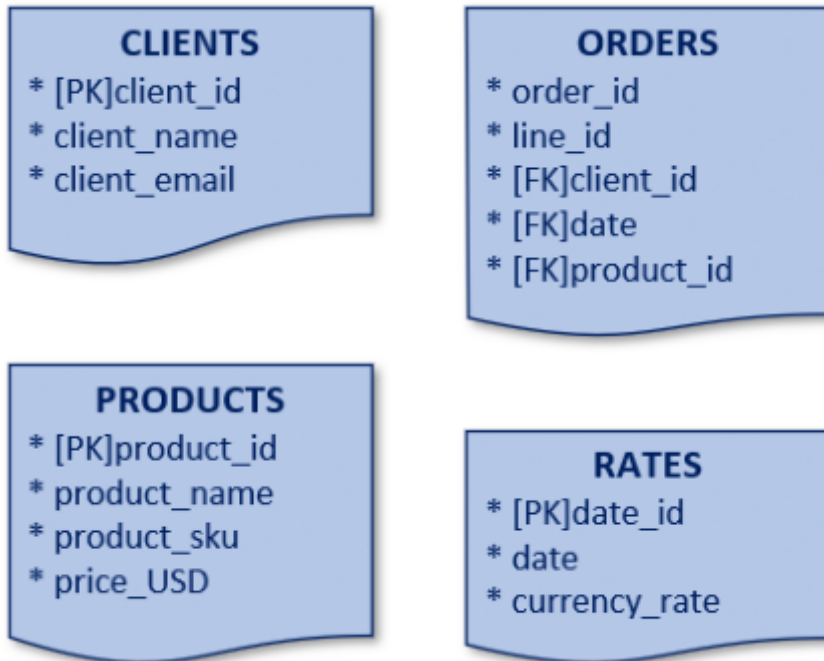 CLIENTS
* [PK]client_id
* client_name
* client_email
ORDERS
* order_id
* line_id
* [FK]client_id
* [FK]date
* [FK]product_id
PRODUCTS
* [PK]product_id
* product_name
* product_sku
* price_USD
RATES
* [PK]date_id
* date
* currency_rate